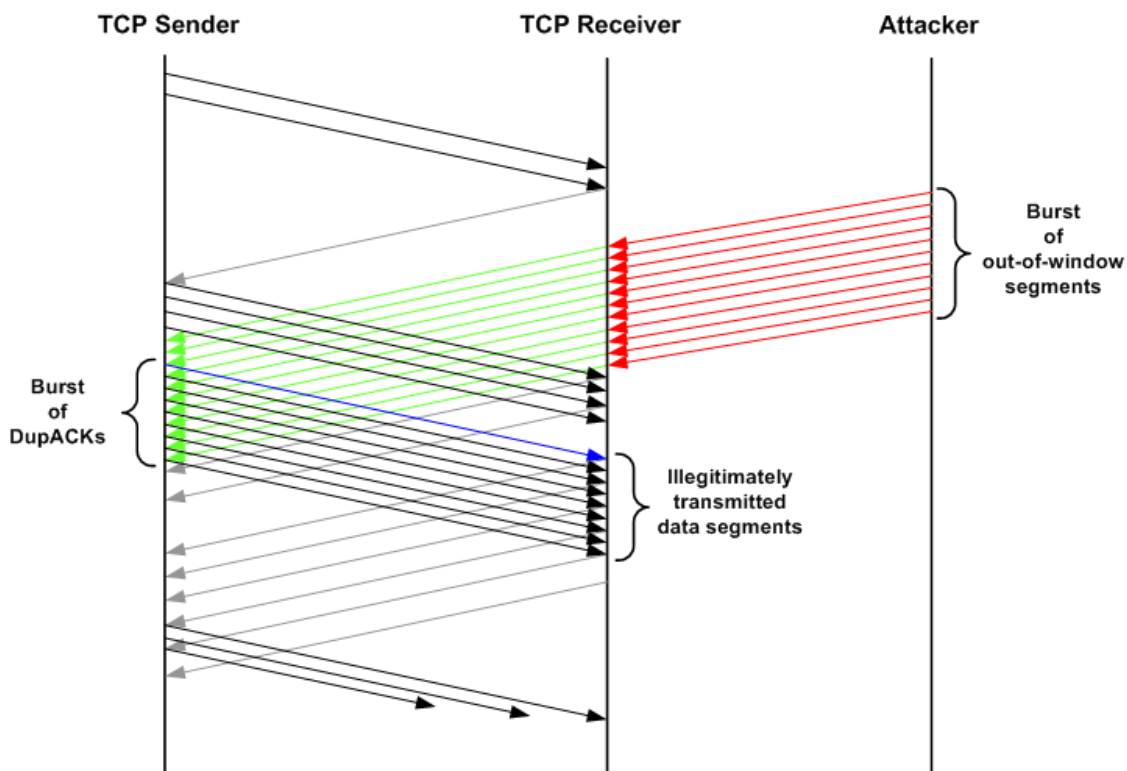 TCP Sender
TCP Receiver
Attacker
Burst
of
out-of-window
segments
Burst
of
DupACKs
Illegitimately
transmitted
data segments